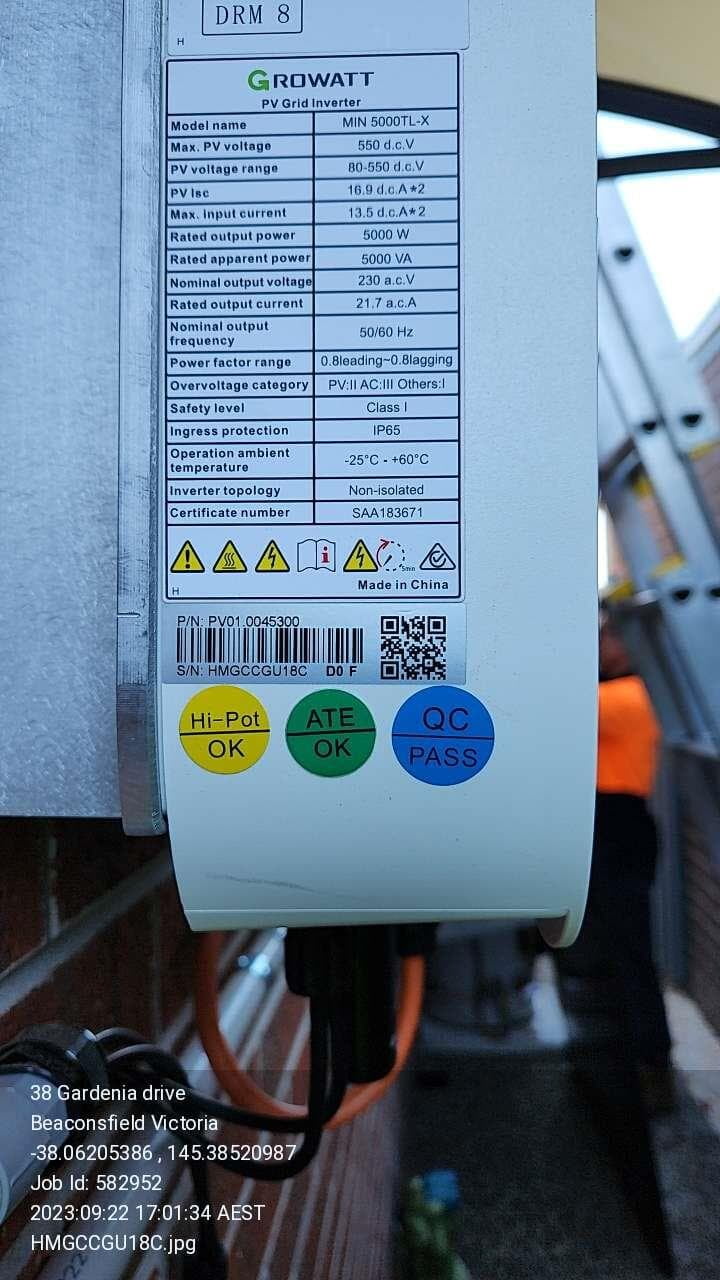 DRM 8
H
GROWATT
PV Grid Inverter
Model name MIN 5000TL-X
Max. PV voltage 550 d.c.V
PV voltage range 80-550 d.c.V
PV Isc 16.9 d.c.A*2
Max. input current 13.5 d.c.A*2
Rated output power 5000 W
Rated apparent power 5000 VA
Nominal output voltage 230 a.c.V
Rated output current 21.7 a.c.A
Nominal output
frequency 50/60 Hz
Power factor range 0.8leading~0.8lagging
Overvoltage category PV:II AC:III Others:I
Safety level Class I
Ingress protection IP65
Operation ambient
temperature -25°C - +60°C
Inverter topology Non-isolated
Certificate number SAA183671
5min
H Made in China
P/N: PV01.0045300
S/N: HMGCCGU18C D0 F
Hi-Pot
OK
ATE
OK
QC
PASS
38 Gardenia drive
Beaconsfield Victoria
-38.06205386 , 145.38520987
Job Id: 582952
2023:09:22 17:01:34 AEST
HMGCCGU18C.jpg